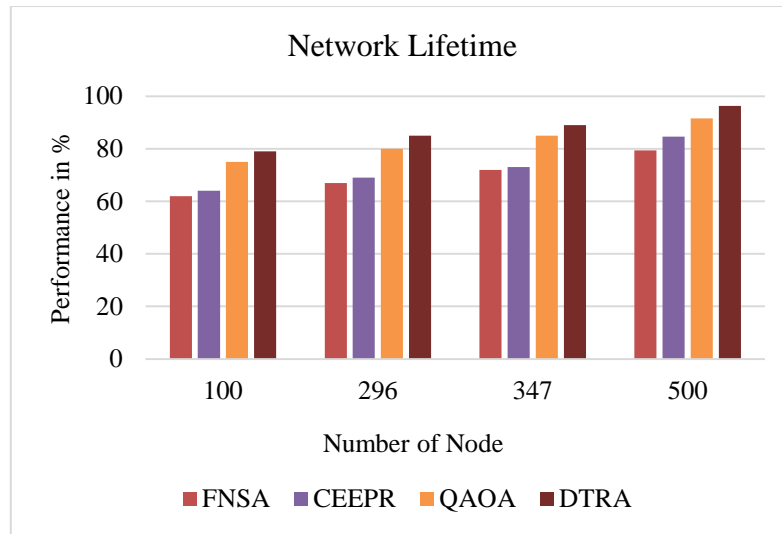 Network Lifetime
Performance in %
100
80
60
40
20
0
100 296 347 500
Number of Node
FNSA CEEPR QAOA DTRA